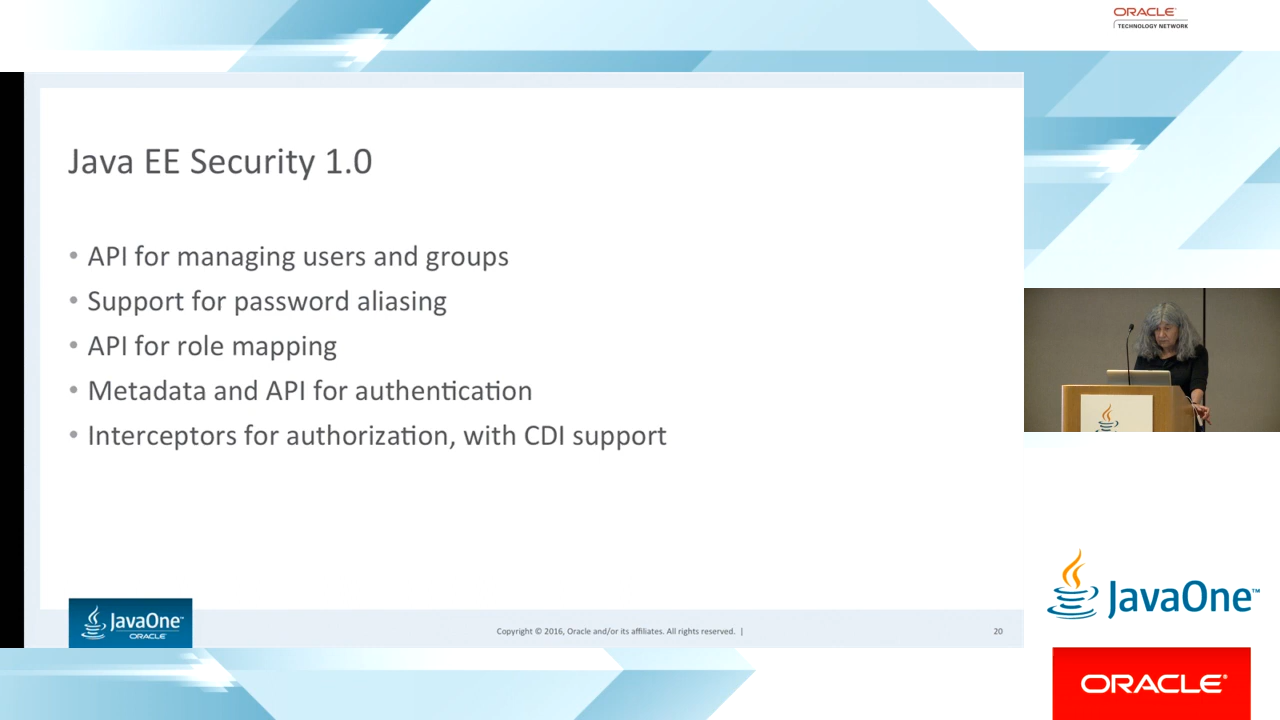 ORACLE
TECHNOLOGY NETWORK
Java EE Security 1.0
• API for managing users and groups
• Support for password aliasing
• API for role mapping
• Metadata and API for authentication
• Interceptors for authorization, with CDI support
JavaOne™
ORACLE
Copyright © 2016, Oracle and/or its affiliates. All rights reserved. |
20
JavaOne™
ORACLE®